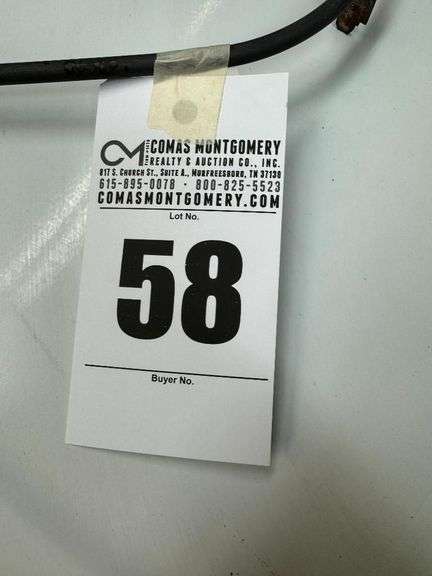 COMAS MONTGOMERY
REALTY & AUCTION CO., INC.
817 S. CHURCH ST., SUITE A., MURFREESBORO, TN 37130
615-895-0078 · 800-825-5523
COMASMONTGOMERY.COM
Lot No.
58
Buyer No.